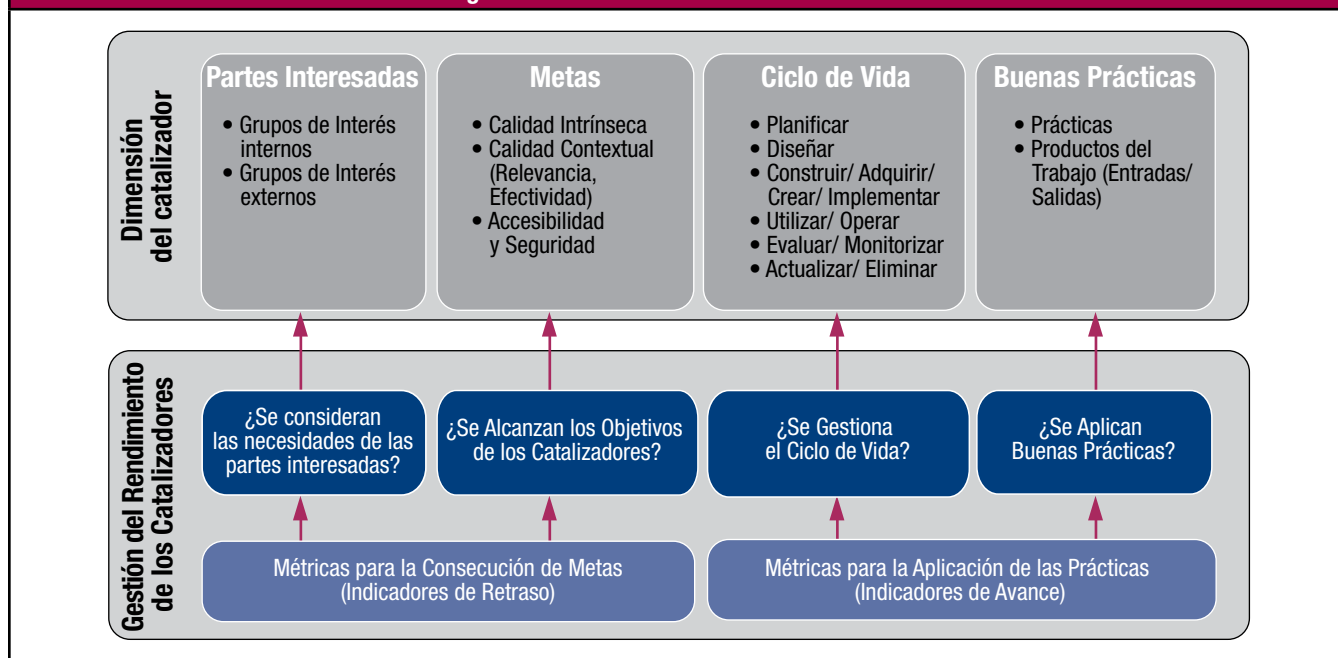 Dimensión
del catalizador
Partes Interesadas
• Grupos de Interés
internos
• Grupos de Interés
externos
Metas
• Calidad Intrínseca
• Calidad Contextual
(Relevancia,
Efectividad)
• Accesibilidad
y Seguridad
Ciclo de Vida
• Planificar
• Diseñar
• Construir/ Adquirir/
Crear/ Implementar
• Utilizar/ Operar
• Evaluar/ Monitorizar
• Actualizar/ Eliminar
Buenas Prácticas
• Prácticas
• Productos del
Trabajo (Entradas/
Salidas)
Gestión del Rendimiento
de los Catalizadores
¿Se consideran
las necesidades de las
partes interesadas?
¿Se Alcanzan los Objetivos
de los Catalizadores?
¿Se Gestiona
el Ciclo de Vida?
¿Se Aplican
Buenas Prácticas?
Métricas para la Consecución de Metas
(Indicadores de Retraso)
Métricas para la Aplicación de las Prácticas
(Indicadores de Avance)